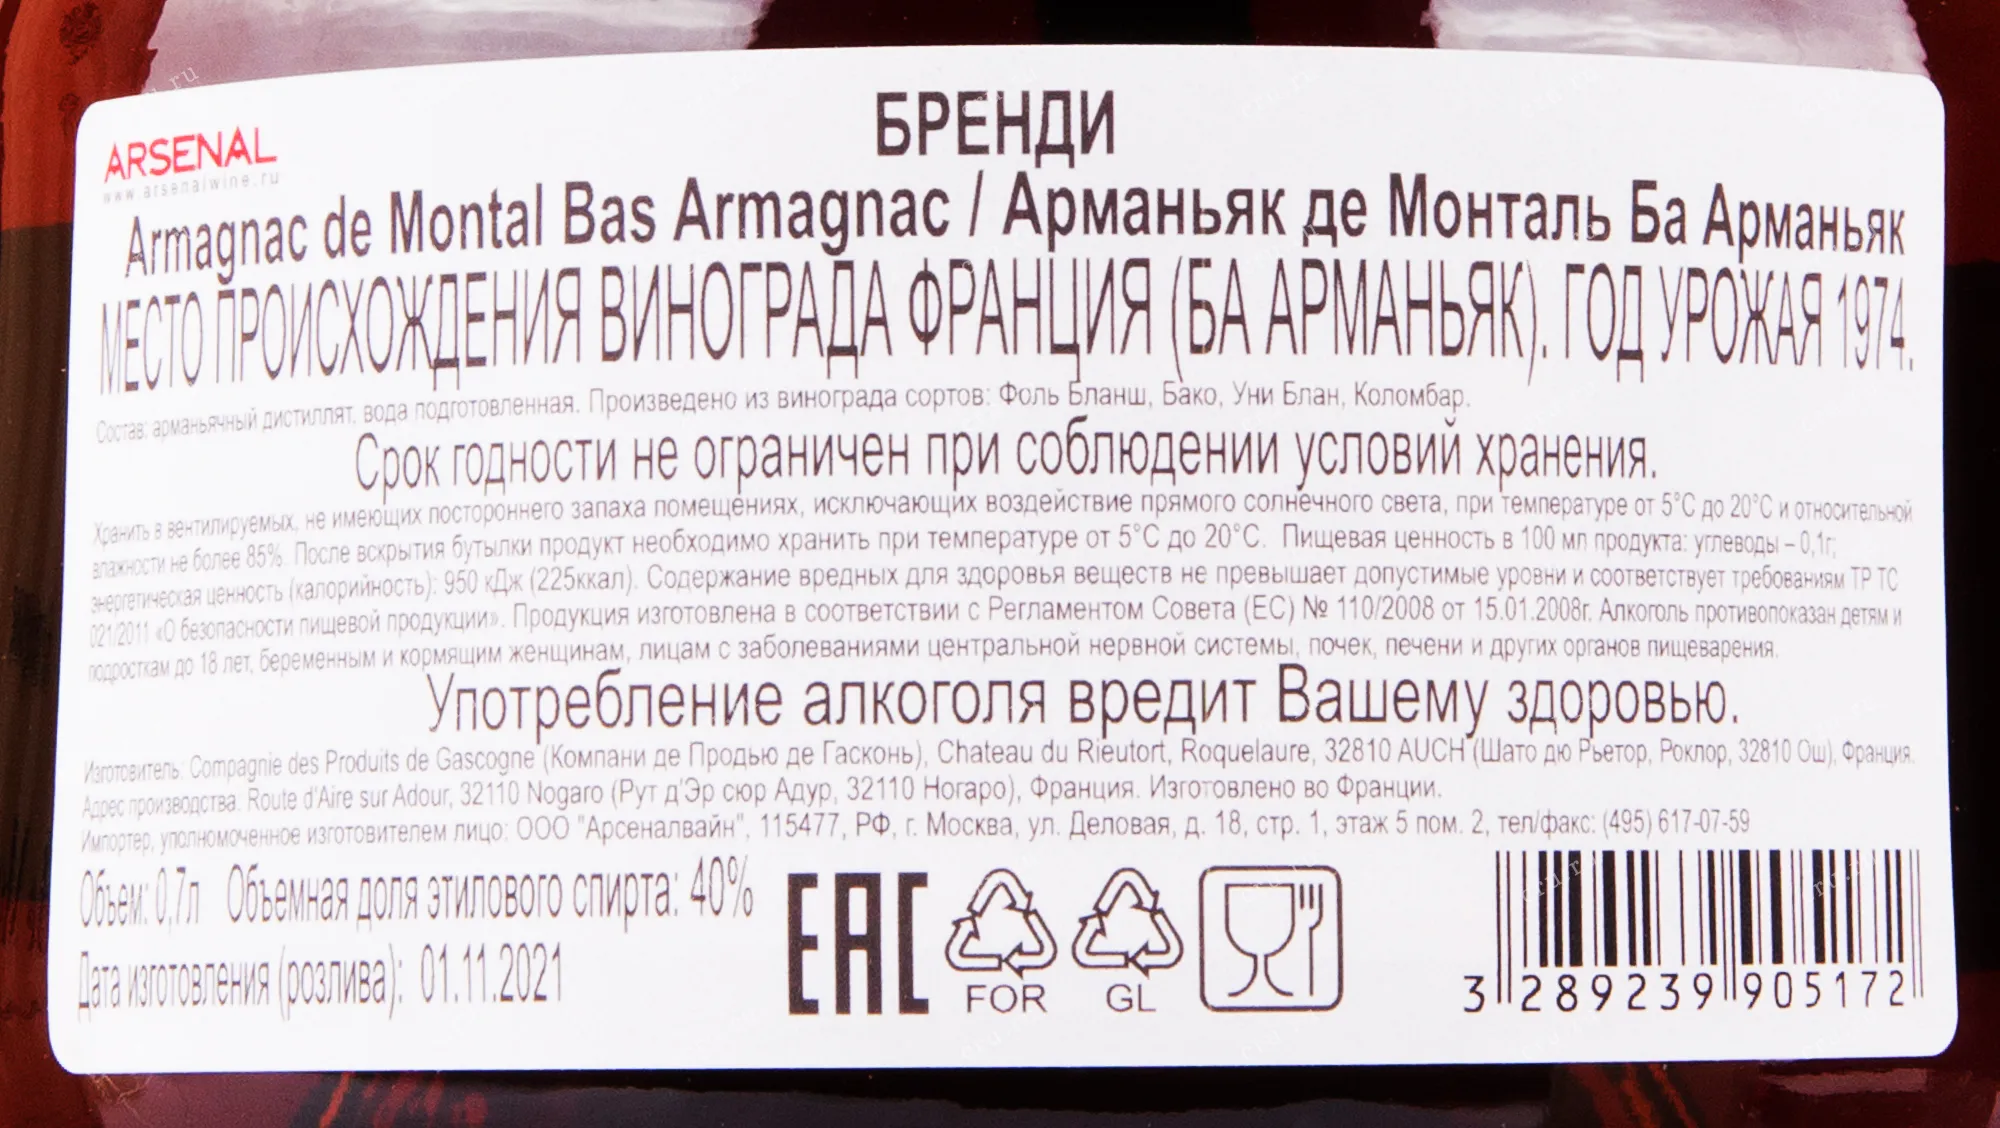 БРЕНДИ
ARSENAL
www.arsenalwine.ru
Armagnac de Montal Bas Armagnac / Арманьяк де Монталь Ба Арманьяк
МЕСТО ПРОИСХОЖДЕНИЯ ВИНОГРАДА ФРАНЦИЯ (БА АРМАНЬЯК). ГОД УРОЖАЯ 1974.
Состав: арманьячный дистиллят, вода подготовленная. Произведено из винограда сортов: Фоль Бланш, Бако, Уни Блан, Коломбар.
Срок годности не ограничен при соблюдении условий хранения.
Хранить в вентилируемых, не имеющих постороннего запаха помещениях, исключающих воздействие прямого солнечного света, при температуре от 5°С до 20°С и относительной
влажности не более 85%. После вскрытия бутылки продукт необходимо хранить при температуре от 5°С до 20°С. Пищевая ценность в 100 мл продукта: углеводы – 0,1г;
энергетическая ценность (калорийность): 950 кДж (225ккал). Содержание вредных для здоровья веществ не превышает допустимые уровни и соответствует требованиям ТР ТС
021/2011 «О безопасности пищевой продукции». Продукция изготовлена в соответствии с Регламентом Совета (ЕС) № 110/2008 от 15.01.2008г. Алкоголь противопоказан детям и
подросткам до 18 лет, беременным и кормящим женщинам, лицам с заболеваниями центральной нервной системы, почек, печени и других органов пищеварения.
Употребление алкоголя вредит Вашему здоровью.
Изготовитель: Compagnie des Produits de Gascogne (Компани де Продью де Гасконь), Chateau du Rieutort, Roquelaure, 32810 AUCH (Шато дю Рьетор, Роклор, 32810 Ош), Франция.
Адрес производства: Route d'Aire sur Adour, 32110 Nogaro (Рут д'Эр сюр Адур, 32110 Ногаро), Франция. Изготовлено во Франции.
Импортер, уполномоченное изготовителем лицо: ООО "Арсеналвайн", 115477, РФ, г. Москва, ул. Деловая, д. 18, стр. 1, этаж 5 пом. 2, тел/факс: (495) 617-07-59
Объем: 0,7л Объемная доля этилового спирта: 40%
Дата изготовления (розлива): 01.11.2021
EAC
FOR
GL
3 289239 905172